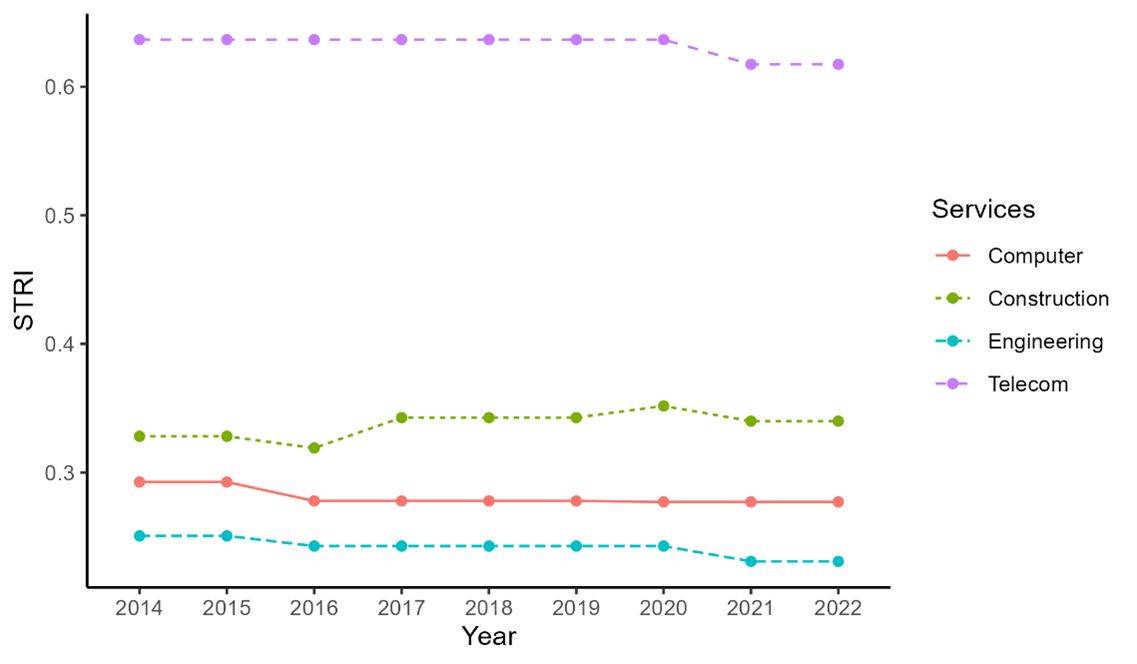 STRI
0.6
0.5
0.4
0.3
2014 2015 2016 2017 2018 2019 2020 2021 2022
Year
Services
Computer
Construction
Engineering
Telecom